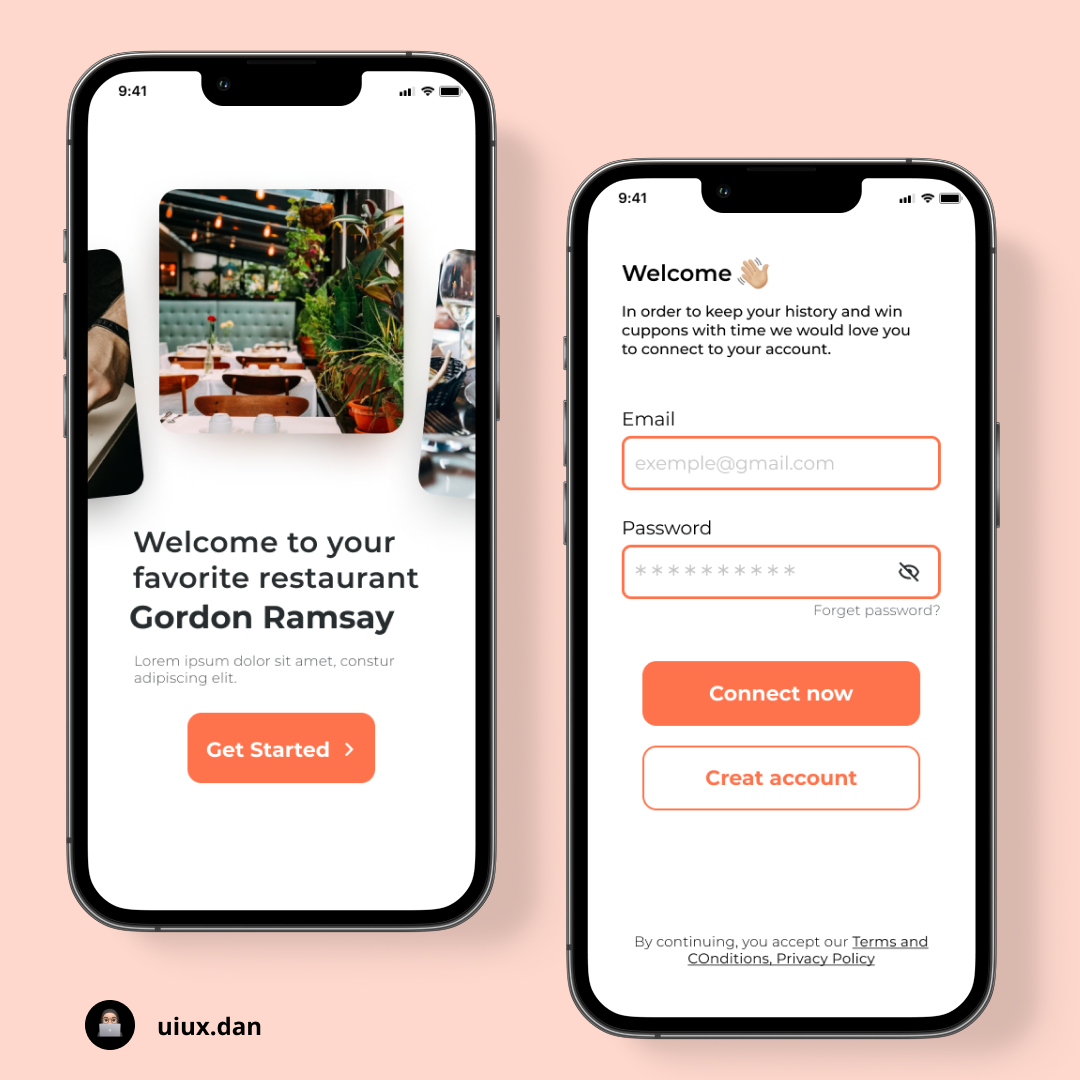 9:41
Welcome to your
favorite restaurant
Gordon Ramsay
Lorem ipsum dolor sit amet, constur
adipiscing elit.
Get Started
9:41
Welcome 👋🏼
In order to keep your history and win
cuppons with time we would love you
to connect to your account.
Email
exemple@gmail.com
Password
**********
Forget password?
Connect now
Creat account
By continuing, you accept our Terms and
COnditions, Privacy Policy
uiux.dan